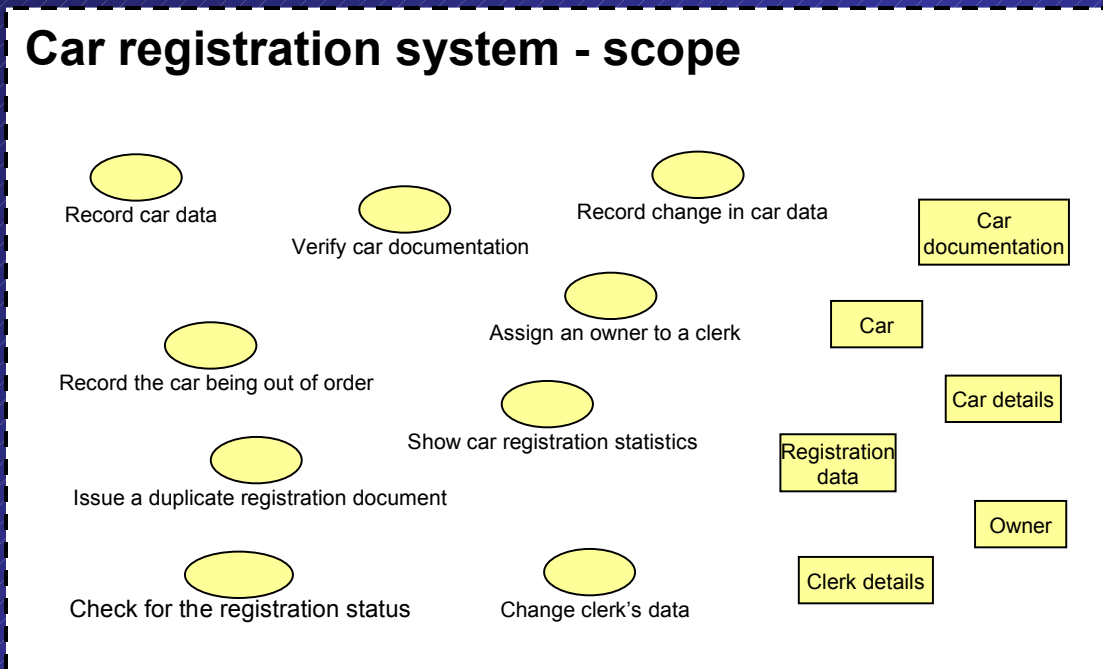 Car registration system - scope
Record car data
Verify car documentation
Record change in car data
Car
documentation
Assign an owner to a clerk
Car
Record the car being out of order
Car details
Show car registration statistics
Registration
data
Issue a duplicate registration document
Owner
Check for the registration status
Change clerk's data
Clerk details